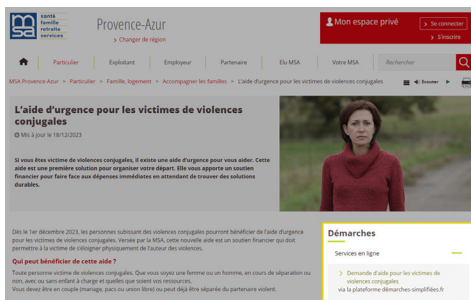 msa
santé
famille
retraite
services
Provence-Azur
> Changer de région
Mon espace privé
> Se connecter
> S'inscrire
Particulier
Exploitant
Employeur
Partenaire
Elu MSA
Votre MSA
Rechercher
MSA Provence-Azur > Particulier > Famille, logement > Accompagner les familles > L'aide d'urgence pour les victimes de violences conjugales
Ecouter
L'aide d'urgence pour les victimes de violences
conjugales
Mis à jour le 18/12/2023
Si vous êtes victime de violences conjugales, il existe une aide d'urgence pour vous aider. Cette
aide est une première solution pour organiser votre départ. Elle vous apporte un soutien
financier pour faire face aux dépenses immédiates en attendant de trouver des solutions
durables.
Dès le 1er décembre 2023, les personnes subissant des violences conjugales pourront bénéficier de l'aide d'urgence
pour les victimes de violences conjugales. Versée par la MSA, cette nouvelle aide est un soutien financier qui doit
permettre à la victime de s'éloigner physiquement de l'auteur des violences.
Qui peut bénéficier de cette aide ?
Toute personne victime de violences conjugales. Que vous soyez une femme ou un homme, en cours de séparation ou
non, avec ou sans enfant à charge et quelles que soient vos ressources.
Vous devez être en couple (mariage, pacs ou union libre) ou peut déjà être séparée du partenaire violent.
Démarches
Services en ligne
> Demande d'aide pour les victimes de
violences conjugales
via la plateforme démarches-simplifiées.fr